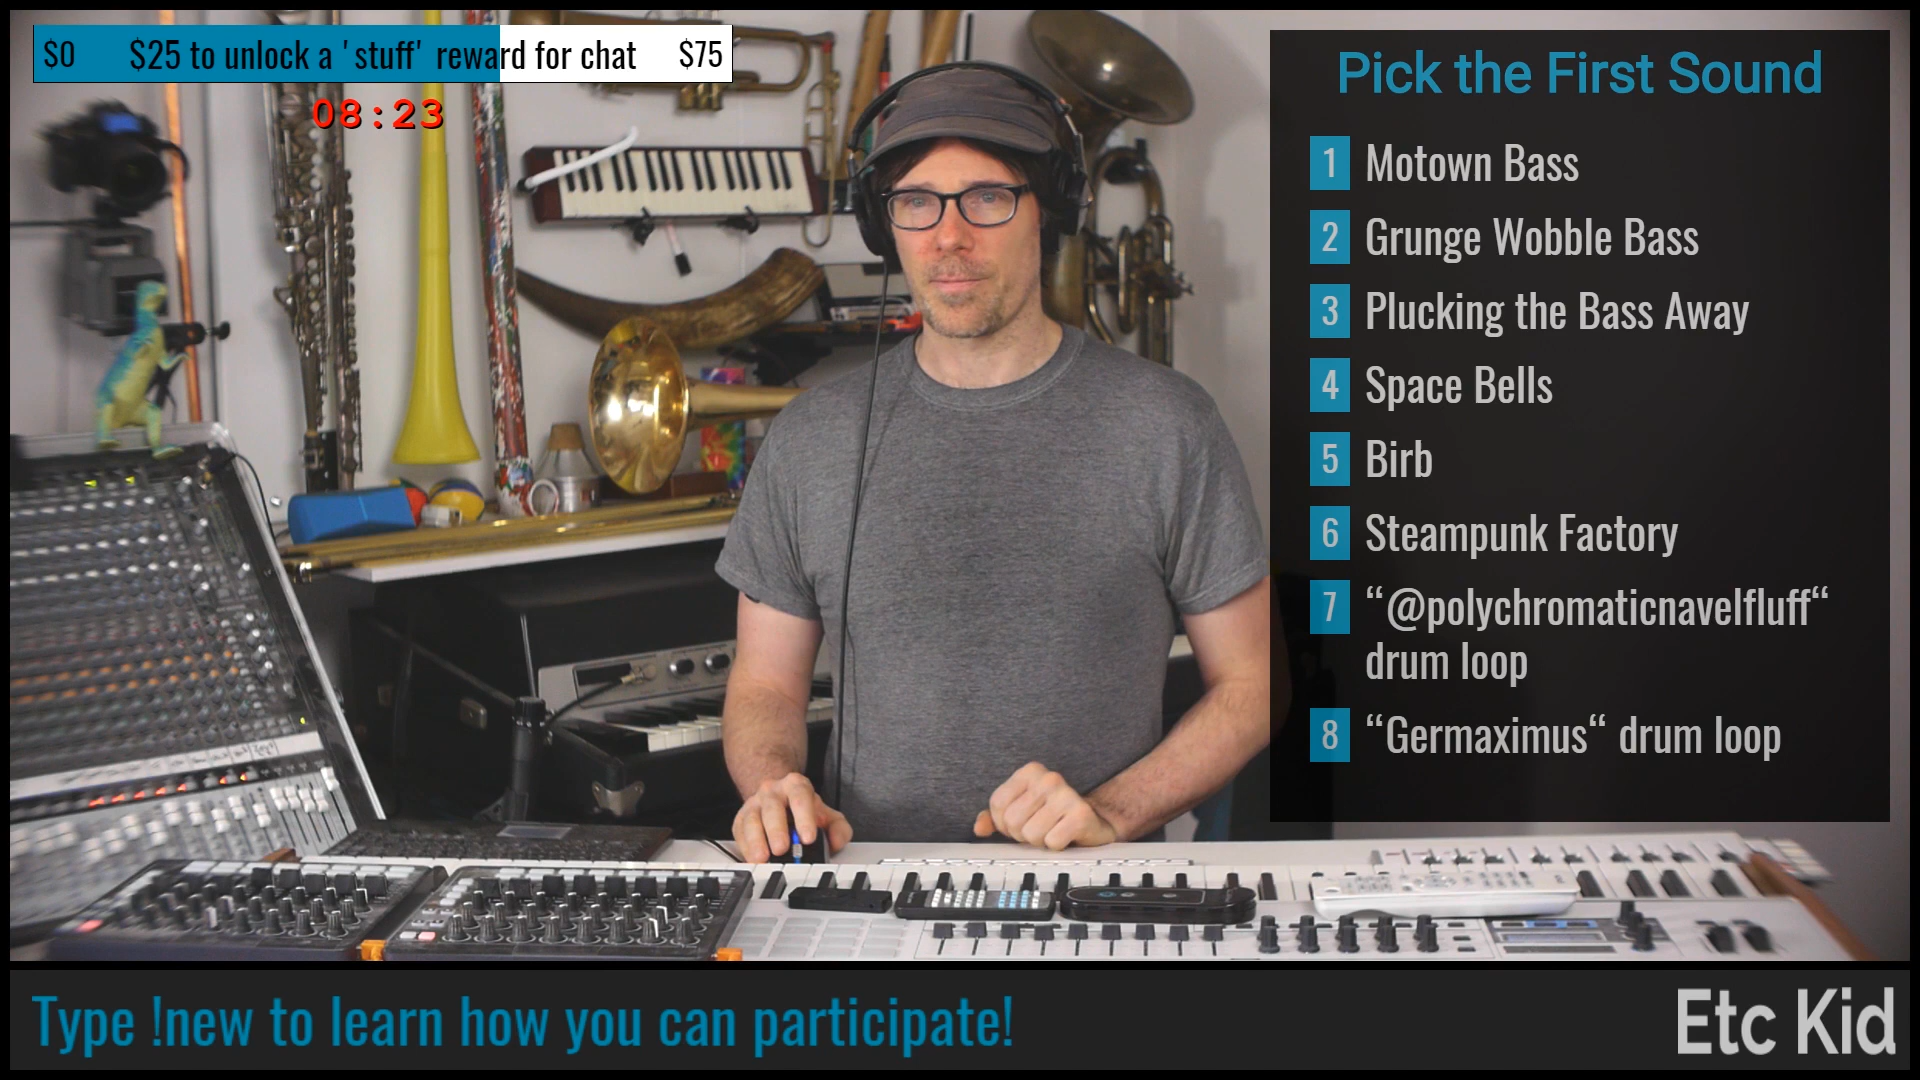 $0 $25 to unlock a 'stuff' reward for chat $75
08:23
Pick the First Sound
1 Motown Bass
2 Grunge Wobble Bass
3 Plucking the Bass Away
4 Space Bells
5 Birb
6 Steampunk Factory
7 “@polychromaticnavelfluff“
drum loop
8 “Germaximus“ drum loop
Type !new to learn how you can participate!
Etc Kid